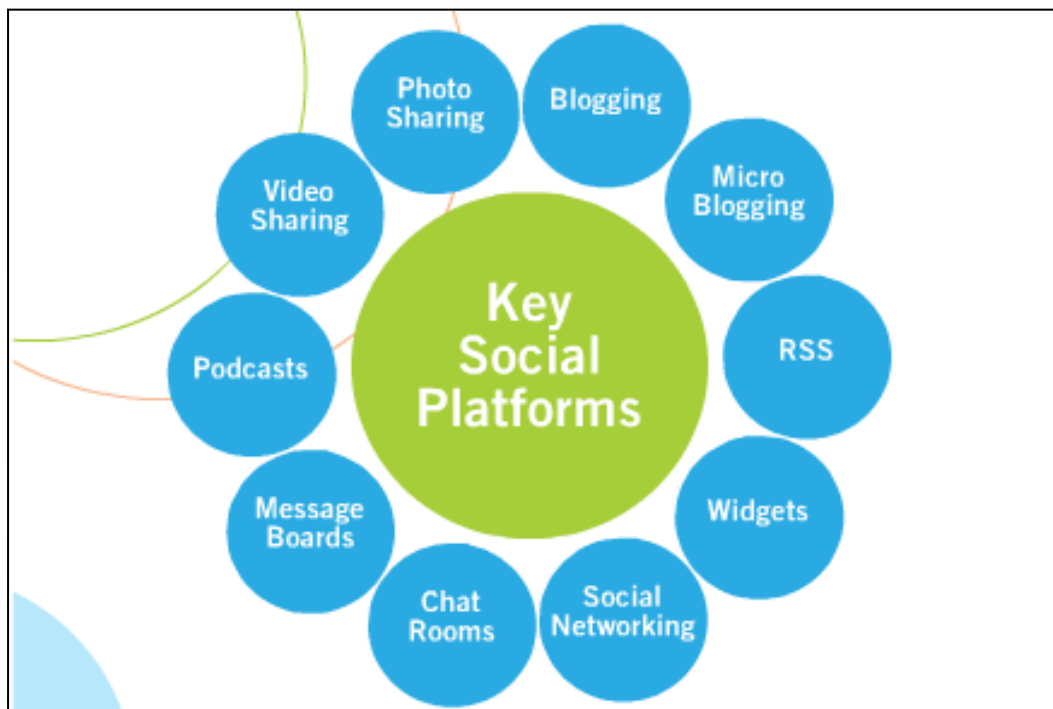 Key
Social
Platforms
Photo
Sharing
Blogging
Micro
Blogging
RSS
Widgets
Social
Networking
Chat
Rooms
Message
Boards
Podcasts
Video
Sharing